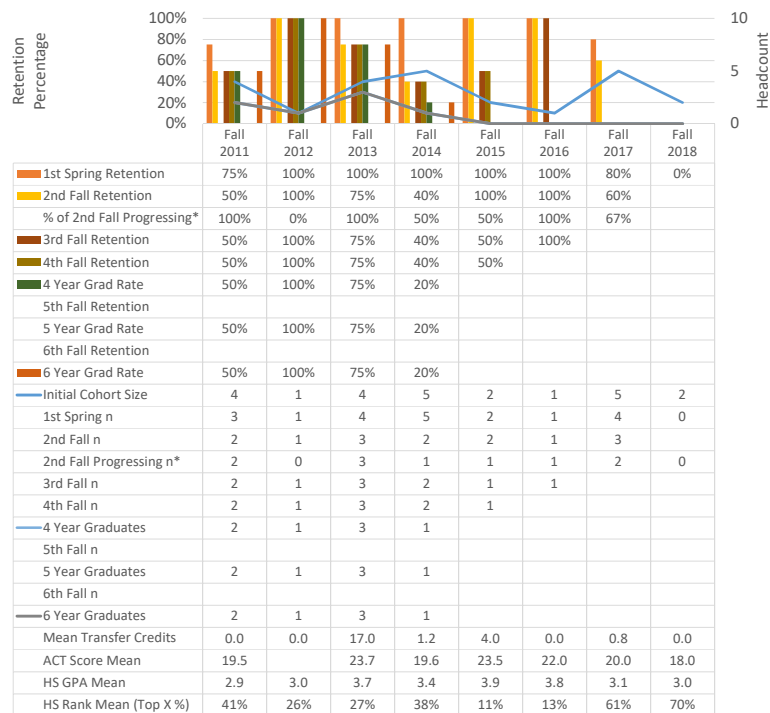 Retention
Percentage
100%
80%
60%
40%
20%
0%
10
5
0
Headcount
Fall 2011 Fall 2012 Fall 2013 Fall 2014 Fall 2015 Fall 2016 Fall 2017 Fall 2018
1st Spring Retention 75% 100% 100% 100% 100% 100% 80% 0%
2nd Fall Retention 50% 100% 75% 40% 100% 100% 60%
% of 2nd Fall Progressing* 100% 0% 100% 50% 50% 100% 67%
3rd Fall Retention 50% 100% 75% 40% 50% 100%
4th Fall Retention 50% 100% 75% 40% 50%
4 Year Grad Rate 50% 100% 75% 20%
5th Fall Retention
5 Year Grad Rate 50% 100% 75% 20%
6th Fall Retention
6 Year Grad Rate 50% 100% 75% 20%
Initial Cohort Size 4 1 4 5 2 1 5 2
1st Spring n 3 1 4 5 2 1 4 0
2nd Fall n 2 1 3 2 2 1 3
2nd Fall Progressing n* 2 0 3 1 1 1 2 0
3rd Fall n 2 1 3 2 1 1
4th Fall n 2 1 3 2 1
4 Year Graduates 2 1 3 1
5th Fall n
5 Year Graduates 2 1 3 1
6th Fall n
6 Year Graduates 2 1 3 1
Mean Transfer Credits 0.0 0.0 17.0 1.2 4.0 0.0 0.8 0.0
ACT Score Mean 19.5 23.7 19.6 23.5 22.0 20.0 18.0
HS GPA Mean 2.9 3.0 3.7 3.4 3.9 3.8 3.1 3.0
HS Rank Mean (Top X %) 41% 26% 27% 38% 11% 13% 61% 70%